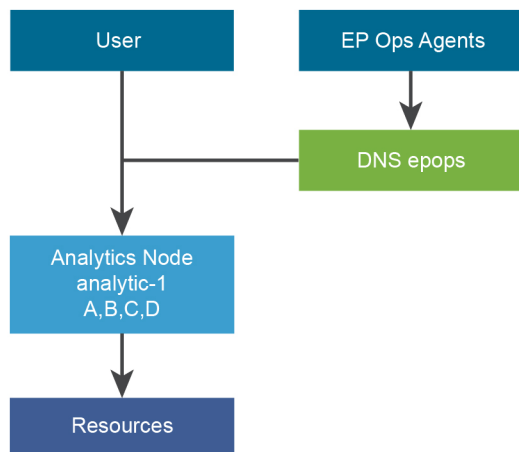 User
EP Ops Agents
DNS epops
Analytics Node
analytic-1
A,B,C,D
Resources